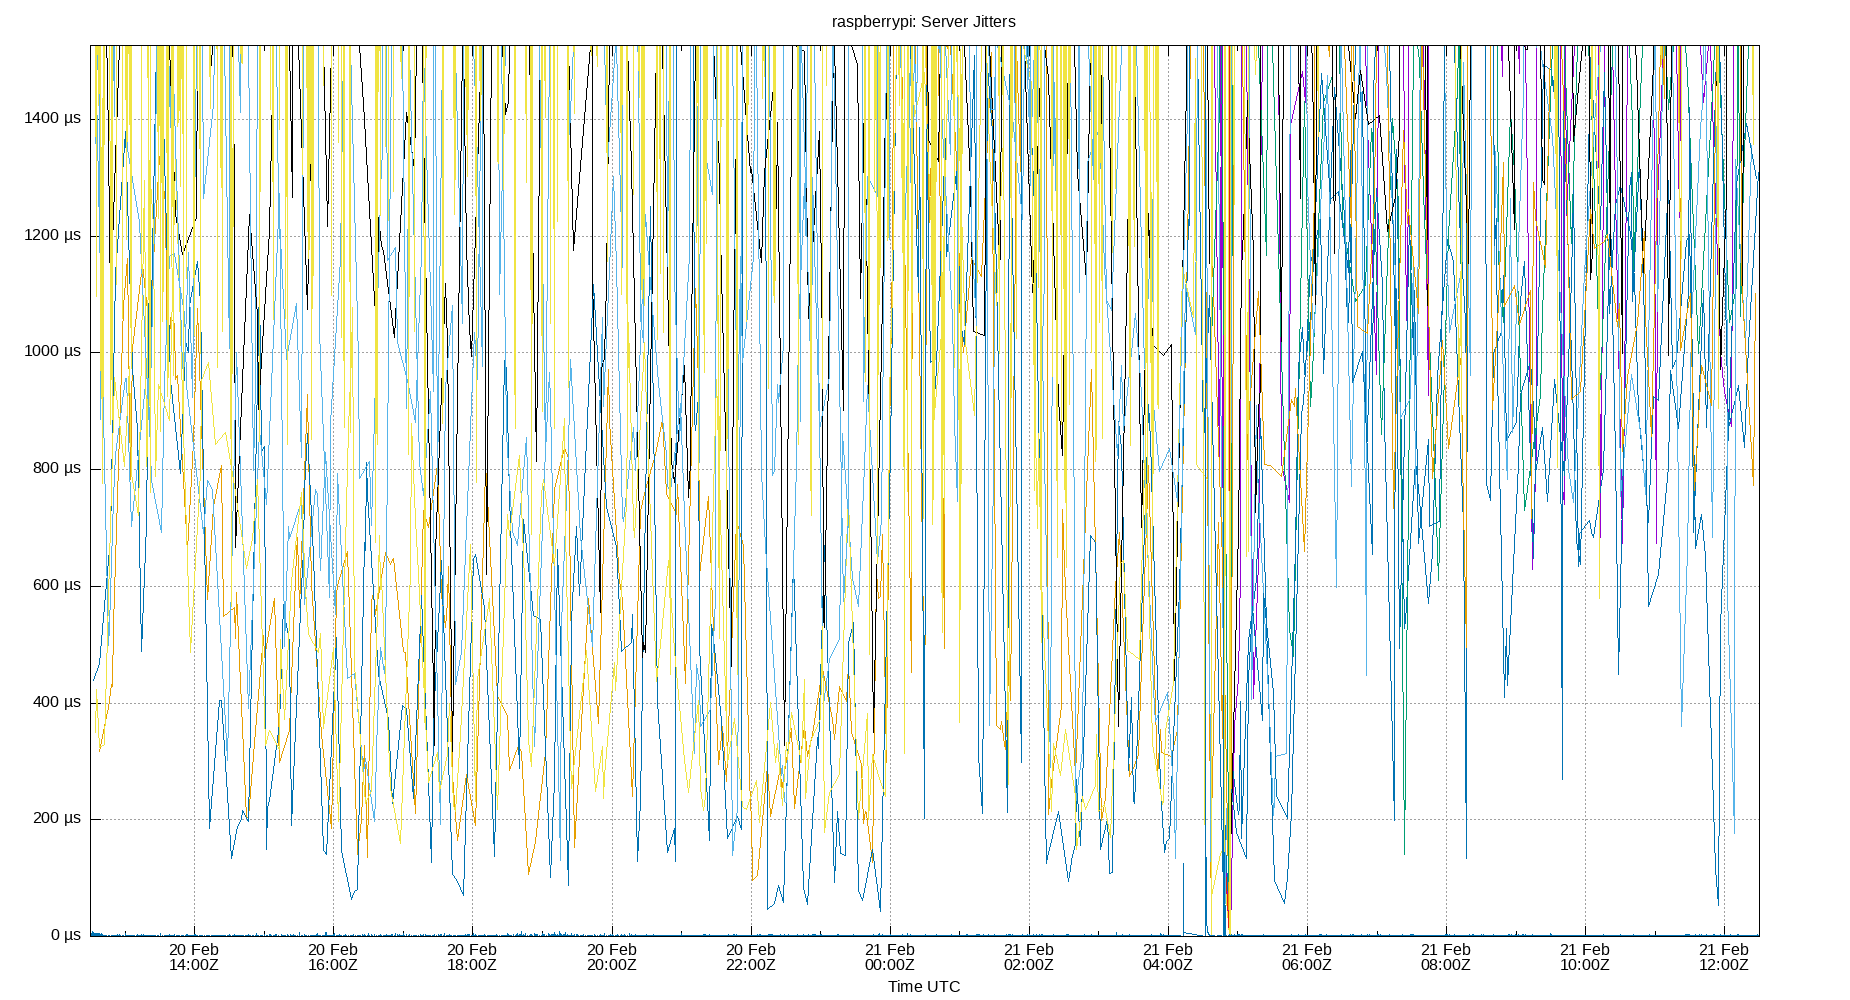 raspberrypi: Server Jitters
1400 µs
1200 µs
1000 µs
800 µs
600 µs
400 µs
200 µs
0 µs
20 Feb 20 Feb 20 Feb 20 Feb 20 Feb 21 Feb 21 Feb 21 Feb 21 Feb 21 Feb 21 Feb 21 Feb
14:00Z 16:00Z 18:00Z 20:00Z 22:00Z 00:00Z 02:00Z 04:00Z 06:00Z 08:00Z 10:00Z 12:00Z
Time UTC